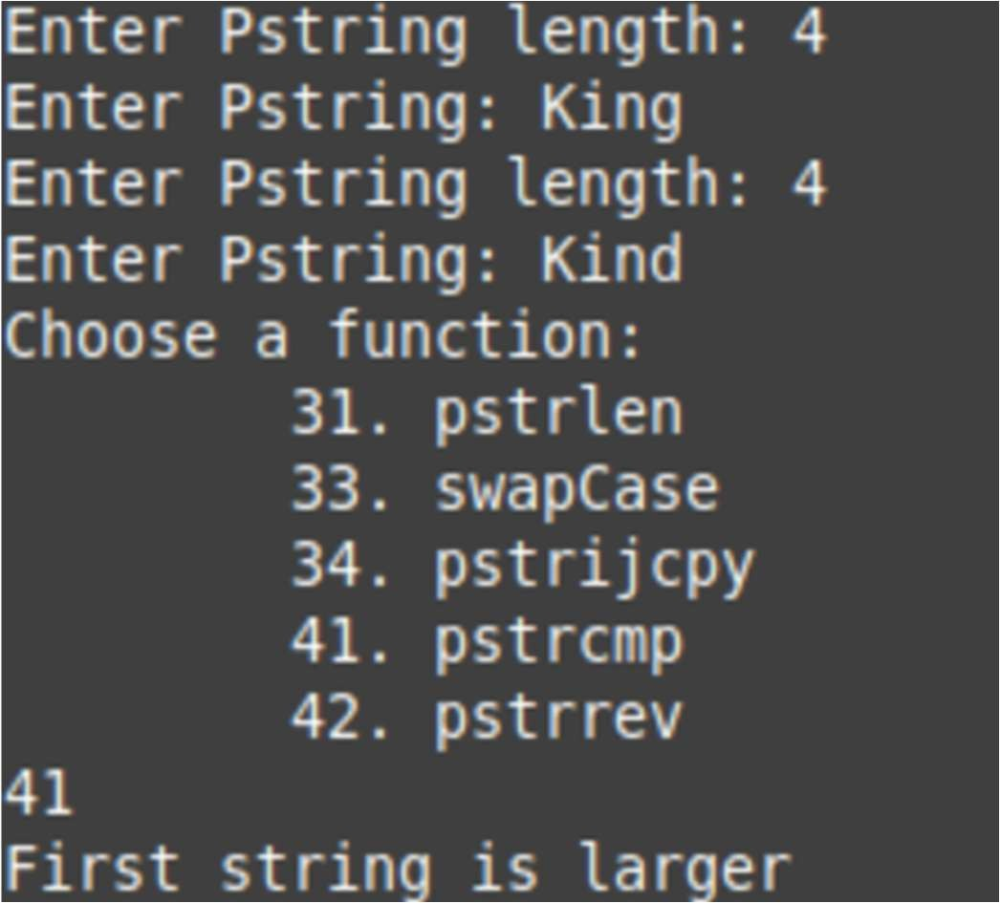 Enter Pstring length: 4
Enter Pstring: King
Enter Pstring length: 4
Enter Pstring: Kind
Choose a function:
31. pstrlen
33. swapCase
34. pstrijcpy
41. pstrcmp
42. pstrrev
41
First string is larger